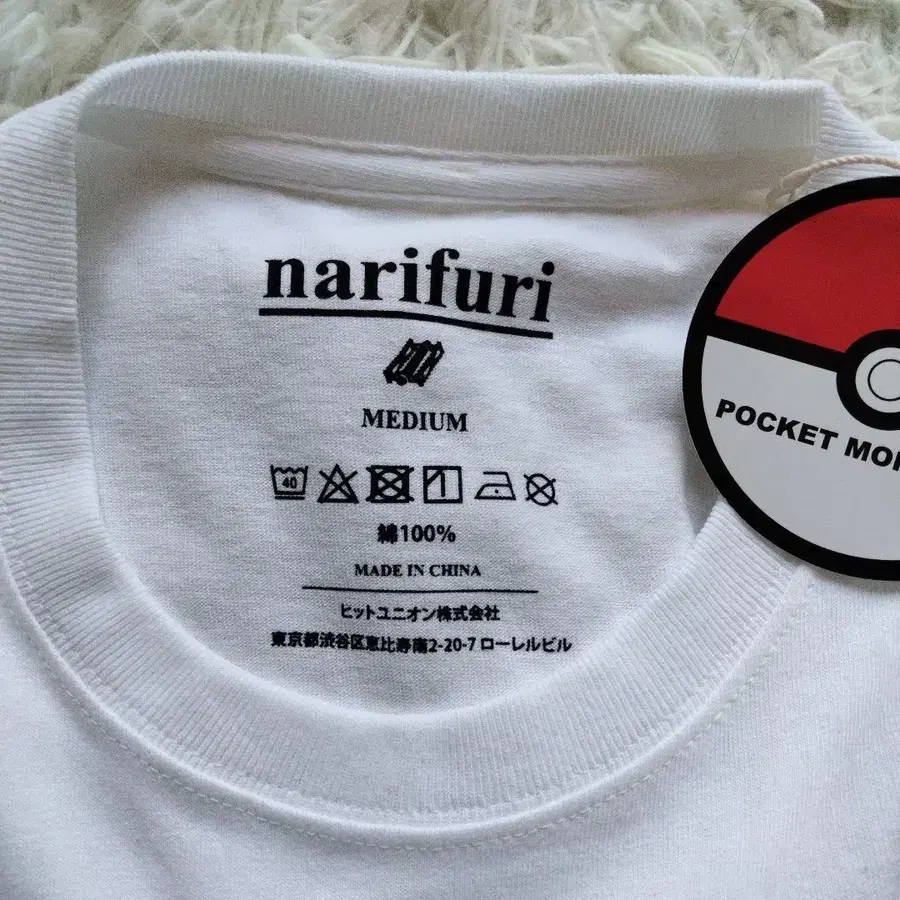 narifuri
MEDIUM
40
綿100%
MADE IN CHINA
ヒットユニオン株式会社
東京都渋谷区恵比寿南2-20-7 ローレルビル
POCKET MO